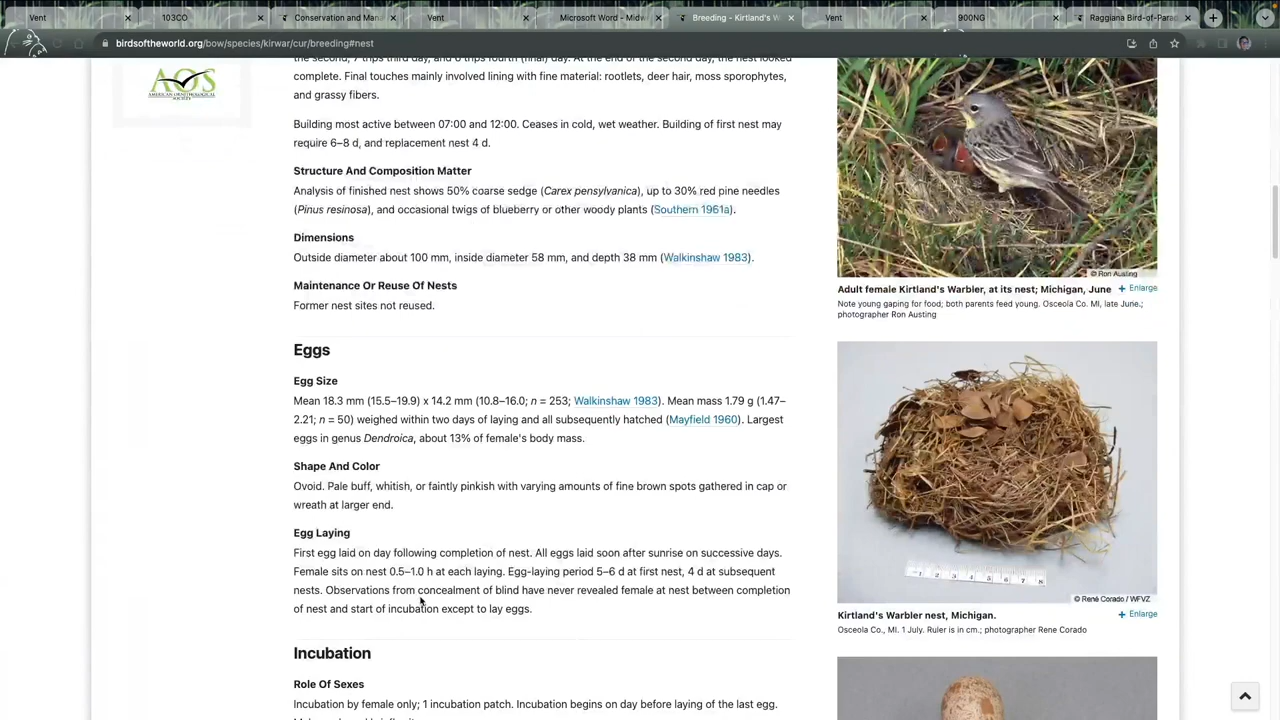 Vent
103CO
Conservation and Man
Vent
Microsoft Word - Midw
Breeding - Kirtland's W
Vent
900NG
Raggiana Bird-of-Parad
birdsoftheworld.org/bow/species/kirwar/cur/breeding#nest
AOS
AMERICAN ORNITHOLOGICAL
SOCIETY
the second, 7 trips third day, and 6 trips fourth (final) day. At the end of the second day, the nest looked
complete. Final touches mainly involved lining with fine material: rootlets, deer hair, moss sporophytes,
and grassy fibers.
Building most active between 07:00 and 12:00. Ceases in cold, wet weather. Building of first nest may
require 6–8 d, and replacement nest 4 d.
Structure And Composition Matter
Analysis of finished nest shows 50% coarse sedge (Carex pensylvanica), up to 30% red pine needles
(Pinus resinosa), and occasional twigs of blueberry or other woody plants (Southern 1961a).
Dimensions
Outside diameter about 100 mm, inside diameter 58 mm, and depth 38 mm (Walkinshaw 1983).
Maintenance Or Reuse Of Nests
Former nest sites not reused.
Eggs
Egg Size
Mean 18.3 mm (15.5–19.9) x 14.2 mm (10.8–16.0; n = 253; Walkinshaw 1983). Mean mass 1.79 g (1.47–
2.21; n = 50) weighed within two days of laying and all subsequently hatched (Mayfield 1960). Largest
eggs in genus Dendroica, about 13% of female's body mass.
Shape And Color
Ovoid. Pale buff, whitish, or faintly pinkish with varying amounts of fine brown spots gathered in cap or
wreath at larger end.
Egg Laying
First egg laid on day following completion of nest. All eggs laid soon after sunrise on successive days.
Female sits on nest 0.5–1.0 h at each laying. Egg-laying period 5–6 d at first nest, 4 d at subsequent
nests. Observations from concealment of blind have never revealed female at nest between completion
of nest and start of incubation except to lay eggs.
Incubation
Role Of Sexes
Incubation by female only; 1 incubation patch. Incubation begins on day before laying of the last egg.
© Ron Austing
Adult female Kirtland's Warbler, at its nest; Michigan, June
+ Enlarge
Note young gaping for food; both parents feed young. Osceola Co. MI, late June.;
photographer Ron Austing
1 2 3 4 5 6 7 8
© René Corado / WFVZ
Kirtland's Warbler nest, Michigan.
+ Enlarge
Osceola Co., MI. 1 July. Ruler is in cm.; photographer Rene Corado